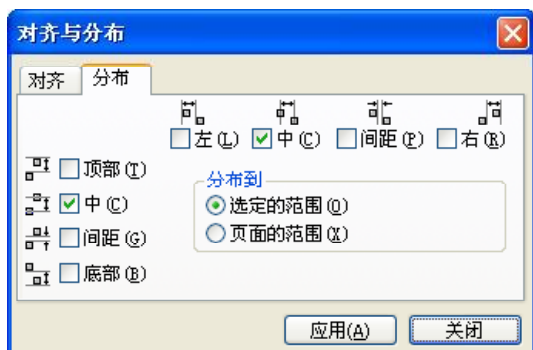 对齐与分布
对齐 分布
左(L) 中(C) 间距(P) 右(R)
顶部(T)
分布到
中(C)
选定的范围(O)
间距(G)
页面的范围(X)
底部(B)
应用(A) 关闭